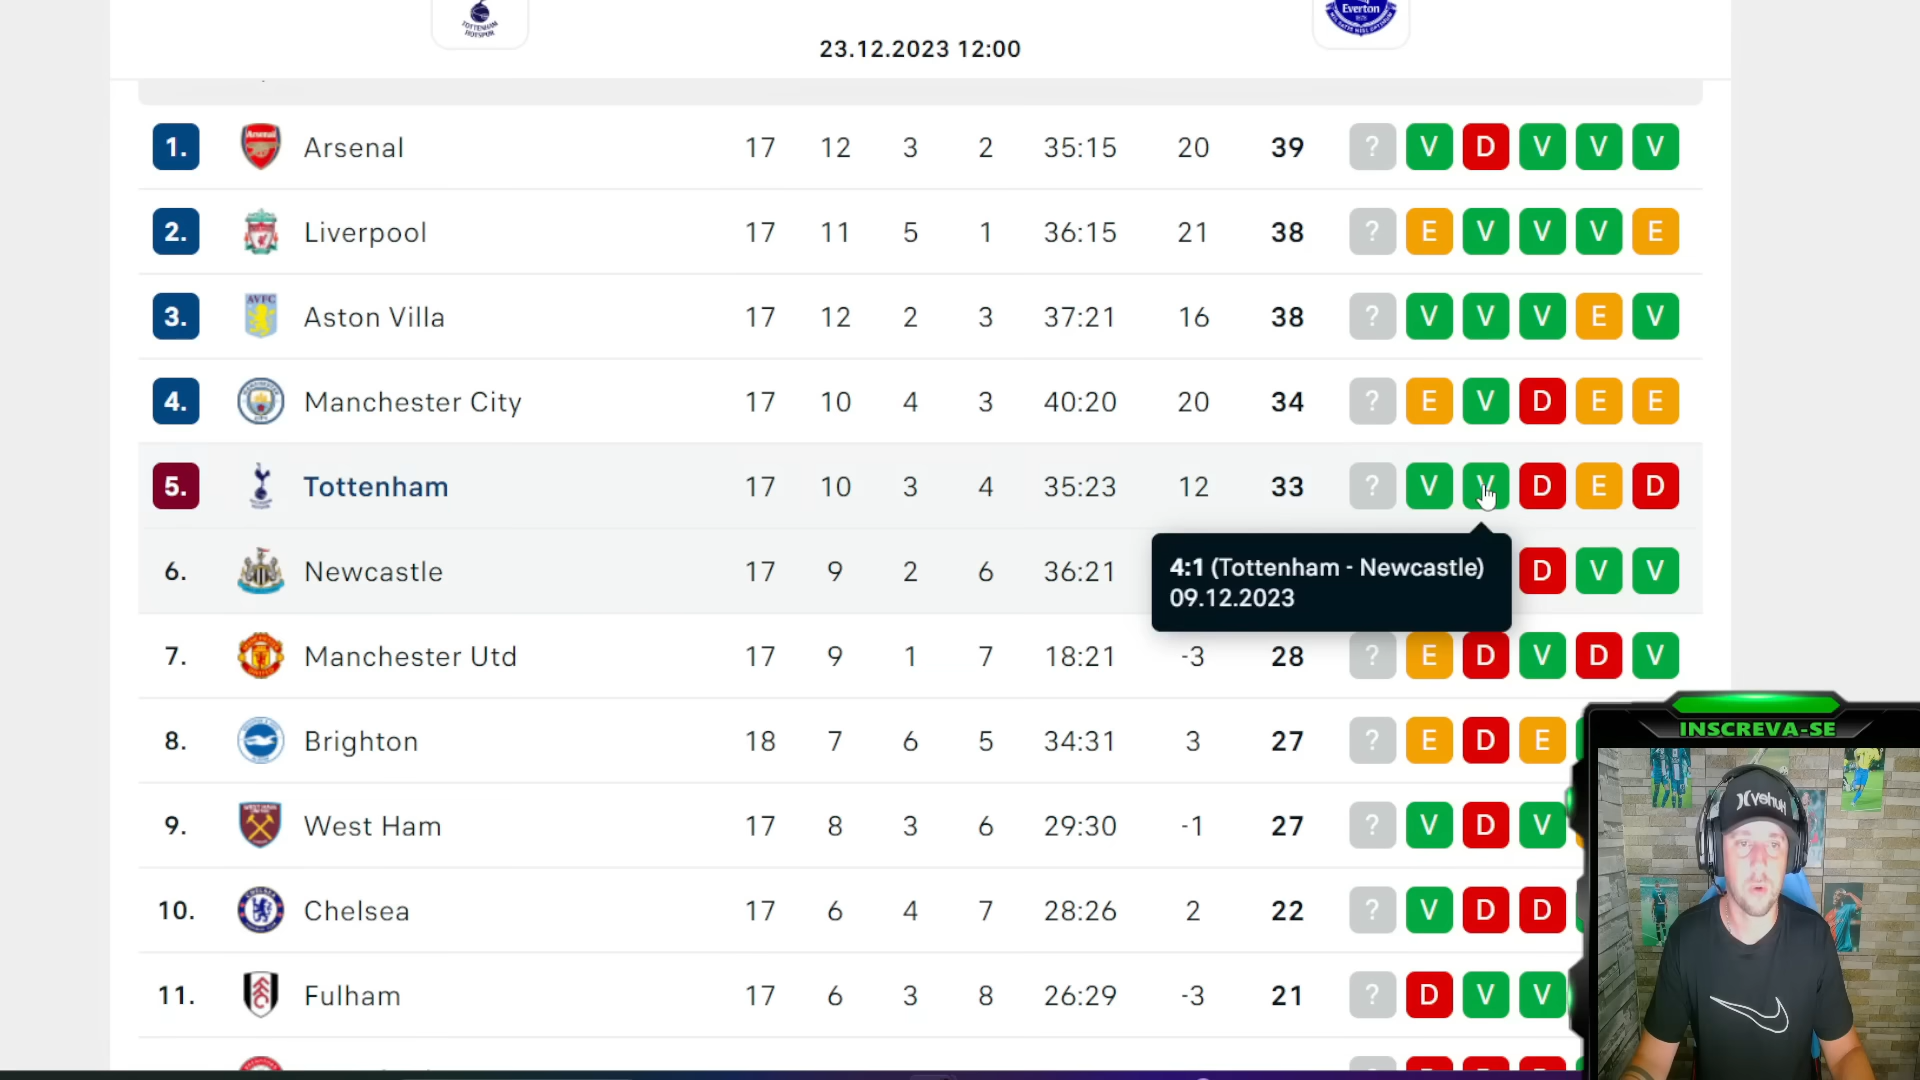 TOTTENHAM
HOTSPUR
Everton
23.12.2023 12:00
1. Arsenal 17 12 3 2 35:15 20 39 ? V D V V V
2. Liverpool 17 11 5 1 36:15 21 38 ? E V V V E
3. AVFC Aston Villa 17 12 2 3 37:21 16 38 ? V V V E V
4. Manchester City 17 10 4 3 40:20 20 34 ? E V D E E
5. Tottenham 17 10 3 4 35:23 12 33 ? V V D E D
6. Newcastle 17 9 2 6 36:21 D V V
4:1 (Tottenham - Newcastle)
09.12.2023
7. Manchester Utd 17 9 1 7 18:21 -3 28 ? E D V D V
8. Brighton 18 7 6 5 34:31 3 27 ? E D E
9. West Ham 17 8 3 6 29:30 -1 27 ? V D V
10. Chelsea 17 6 4 7 28:26 2 22 ? V D D
11. Fulham 17 6 3 8 26:29 -3 21 ? D V V
INSCREVA-SE